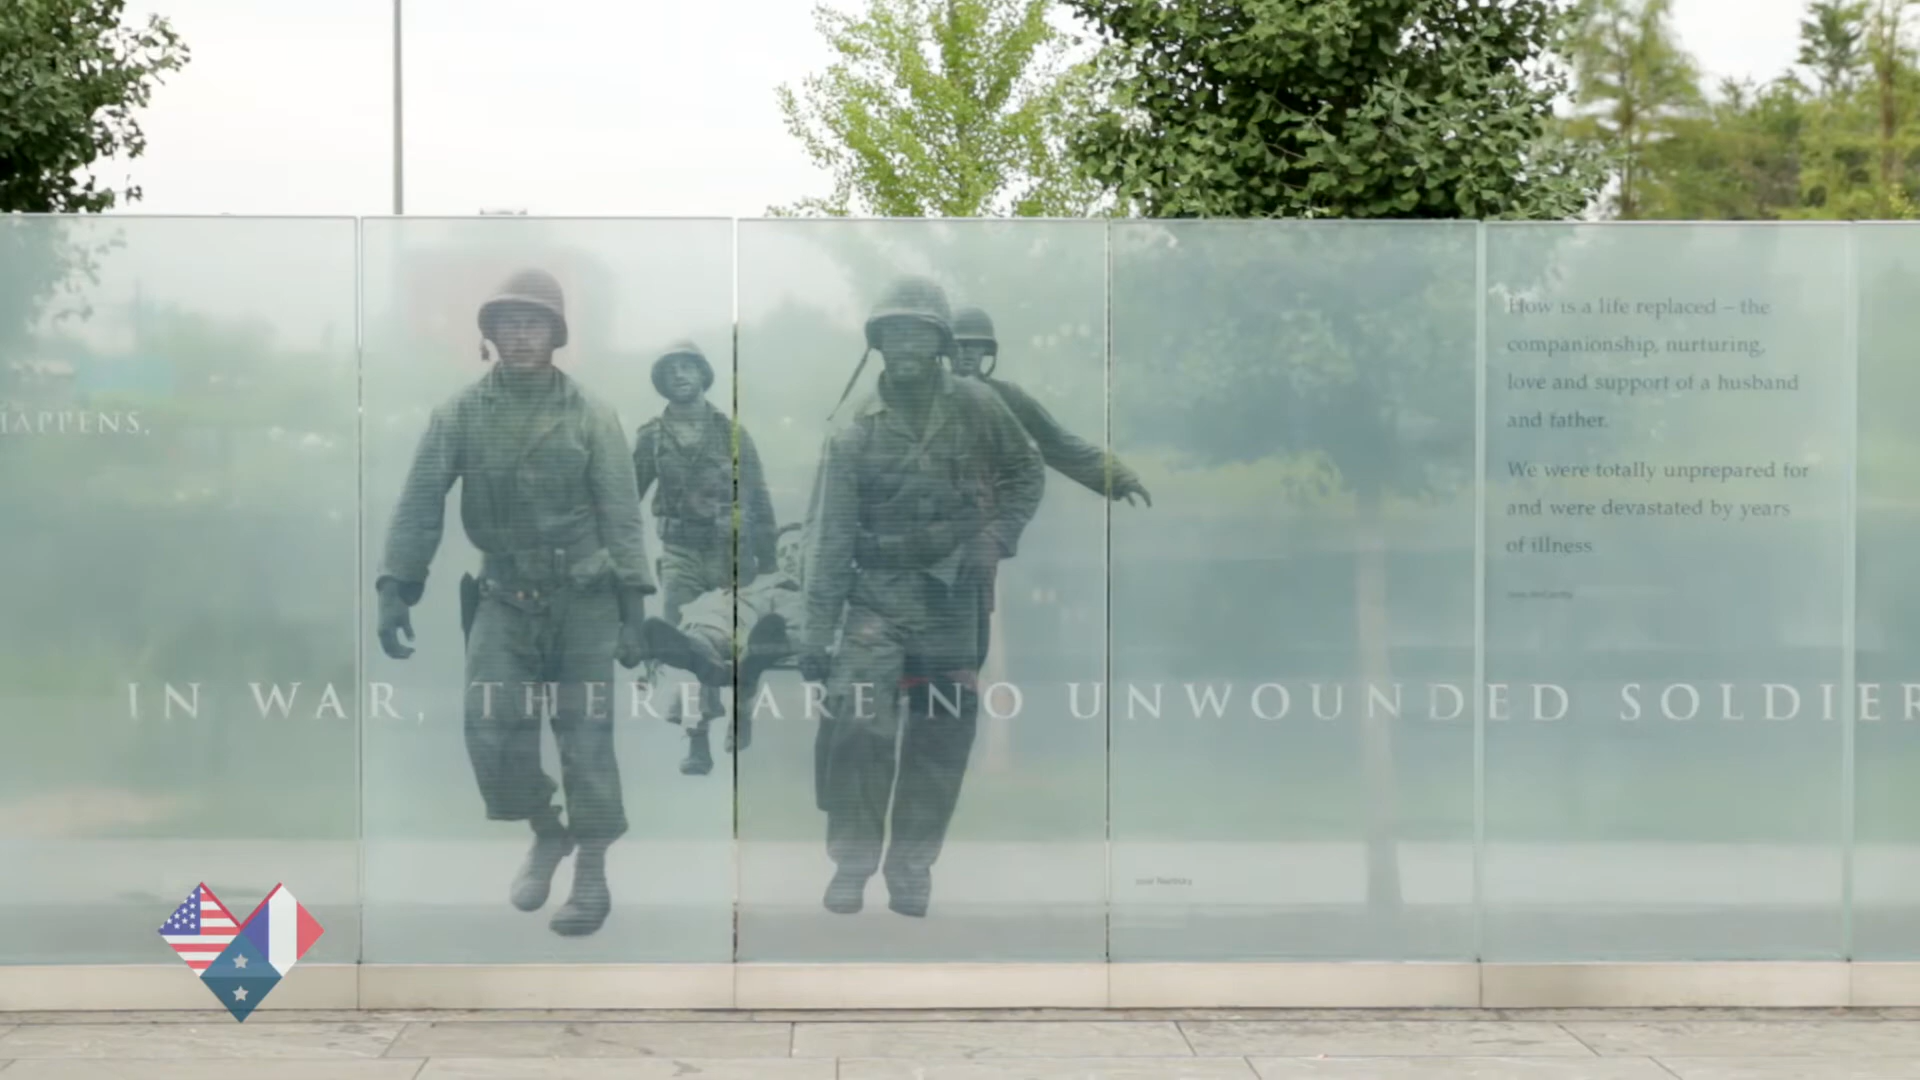 HAPPENS.
How is a life replaced – the
companionship, nurturing,
love and support of a husband
and father.
We were totally unprepared for
and were devastated by years
of illness.
IN WAR, THERE ARE NO UNWOUNDED SOLDIER